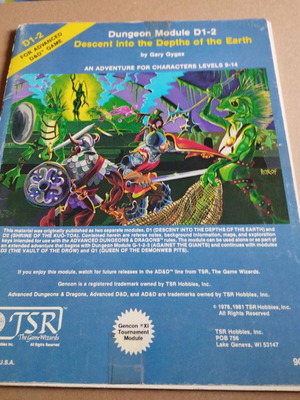 D1-2
FOR ADVANCED
D&D® GAME
Dungeon Module D1-2
Descent into the Depths of the Earth
by Gary Gygax
AN ADVENTURE FOR CHARACTERS LEVELS 9-14
This material was originally published as two separate modules, D1 (DESCENT INTO THE DEPTHS OF THE EARTH) and
D2 (SHRINE OF THE KUO-TOA). Contained herein are referee notes, background information, maps, and exploration
keys intended for use with the ADVANCED DUNGEONS & DRAGONS™ rules. The module can be used alone or as part of
an extended adventure that begins with Dungeon Module G-1-2-3 (AGAINST THE GIANTS) and continues with modules
D3 (THE VAULT OF THE DROW) and Q1 (QUEEN OF THE DEMONWEB PITS).
If you enjoy this module, watch for future releases in the AD&D™ line from TSR, The Game Wizards.
Gencon is a registered trademark owned by TSR Hobbies, Inc.
Advanced Dungeons & Dragons, Advanced D&D, and AD&D are trademarks owned by TSR Hobbies, Inc.
© 1978, 1981 TSR Hobbies, Inc.
All Rights Reserved
TSR
The Game Wizards
All Rights Reserved
Gencon® XI
Tournament
Module
TSR Hobbies, Inc.
POB 756
Lake Geneva, WI 53147
U.S.A.